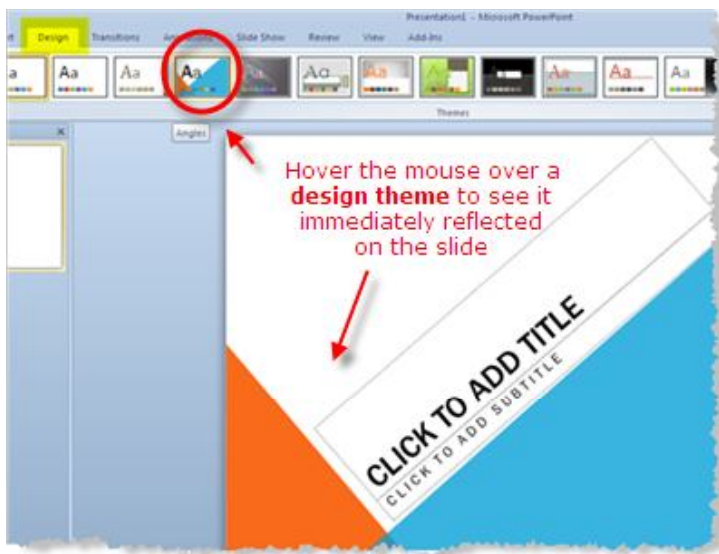 Presentation1 - Microsoft PowerPoint
Design Transitions Animations Slide Show Review View Add-Ins
Aa Aa Aa Aa Aa Aa Aa Aa Aa
Themes
Angles
Hover the mouse over a
design theme to see it
immediately reflected
on the slide
CLICK TO ADD TITLE
CLICK TO ADD SUBTITLE